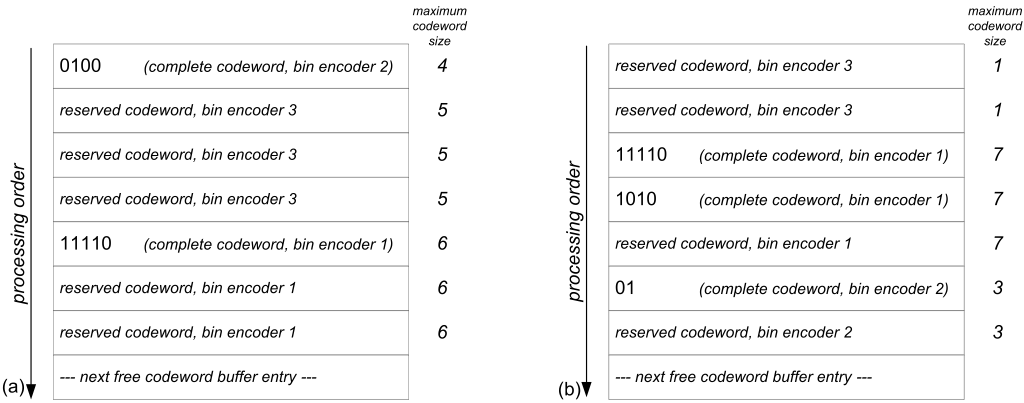 maximum
codeword
size
0100 (complete codeword, bin encoder 2) 4
reserved codeword, bin encoder 3 5
reserved codeword, bin encoder 3 5
reserved codeword, bin encoder 3 5
11110 (complete codeword, bin encoder 1) 6
reserved codeword, bin encoder 1 6
reserved codeword, bin encoder 1 6
--- next free codeword buffer entry ---
processing order
(a)
maximum
codeword
size
reserved codeword, bin encoder 3 1
reserved codeword, bin encoder 3 1
11110 (complete codeword, bin encoder 1) 7
1010 (complete codeword, bin encoder 1) 7
reserved codeword, bin encoder 1 7
01 (complete codeword, bin encoder 2) 3
reserved codeword, bin encoder 2 3
--- next free codeword buffer entry ---
processing order
(b)